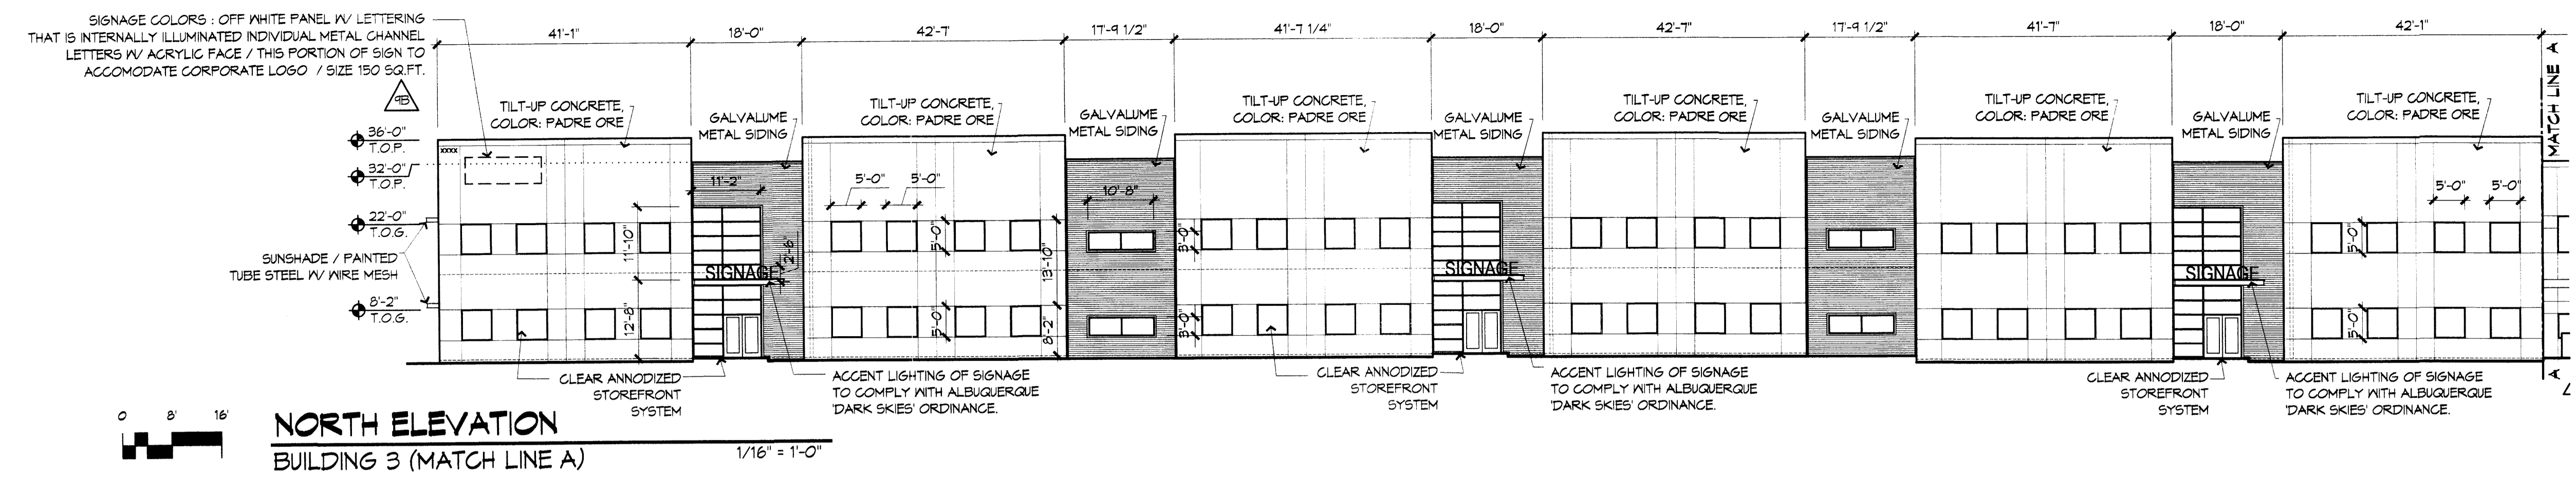 SIGNAGE COLORS : OFF WHITE PANEL W/ LETTERING
THAT IS INTERNALLY ILLUMINATED INDIVIDUAL METAL CHANNEL
LETTERS W/ ACRYLIC FACE / THIS PORTION OF SIGN TO
ACCOMODATE CORPORATE LOGO / SIZE 150 SQ.FT.
9B
41'-1" 18'-0" 42'-7' 17'-9 1/2" 41'-7 1/4" 18'-0" 42'-7" 17'-9 1/2" 41'-7" 18'-0" 42'-1"
MATCH LINE A
TILT-UP CONCRETE,
COLOR: PADRE ORE
GALVALUME
METAL SIDING
TILT-UP CONCRETE,
COLOR: PADRE ORE
GALVALUME
METAL SIDING
TILT-UP CONCRETE,
COLOR: PADRE ORE
GALVALUME
METAL SIDING
TILT-UP CONCRETE,
COLOR: PADRE ORE
GALVALUME
METAL SIDING
TILT-UP CONCRETE,
COLOR: PADRE ORE
GALVALUME
METAL SIDING
TILT-UP CONCRETE,
COLOR: PADRE ORE
36'-0"
T.O.P.
32'-0"
T.O.P.
22'-0"
T.O.G.
8'-2"
T.O.G.
XXXX
SUNSHADE / PAINTED
TUBE STEEL W/ WIRE MESH
11'-10"
12'-8"
11'-2"
2'-6"
SIGNAGE
5'-0" 5'-0"
5'-0"
5'-0"
13'-10"
8'-2"
10'-8"
3'-0"
3'-0"
SIGNAGE
SIGNAGE
5'-0" 5'-0"
5'-0"
5'-0"
CLEAR ANNODIZED
STOREFRONT
SYSTEM
ACCENT LIGHTING OF SIGNAGE
TO COMPLY WITH ALBUQUERQUE
'DARK SKIES' ORDINANCE.
CLEAR ANNODIZED
STOREFRONT
SYSTEM
ACCENT LIGHTING OF SIGNAGE
TO COMPLY WITH ALBUQUERQUE
'DARK SKIES' ORDINANCE.
CLEAR ANNODIZED
STOREFRONT
SYSTEM
ACCENT LIGHTING OF SIGNAGE
TO COMPLY WITH ALBUQUERQUE
'DARK SKIES' ORDINANCE.
A
0 8' 16'
NORTH ELEVATION
BUILDING 3 (MATCH LINE A)
1/16" = 1'-0"